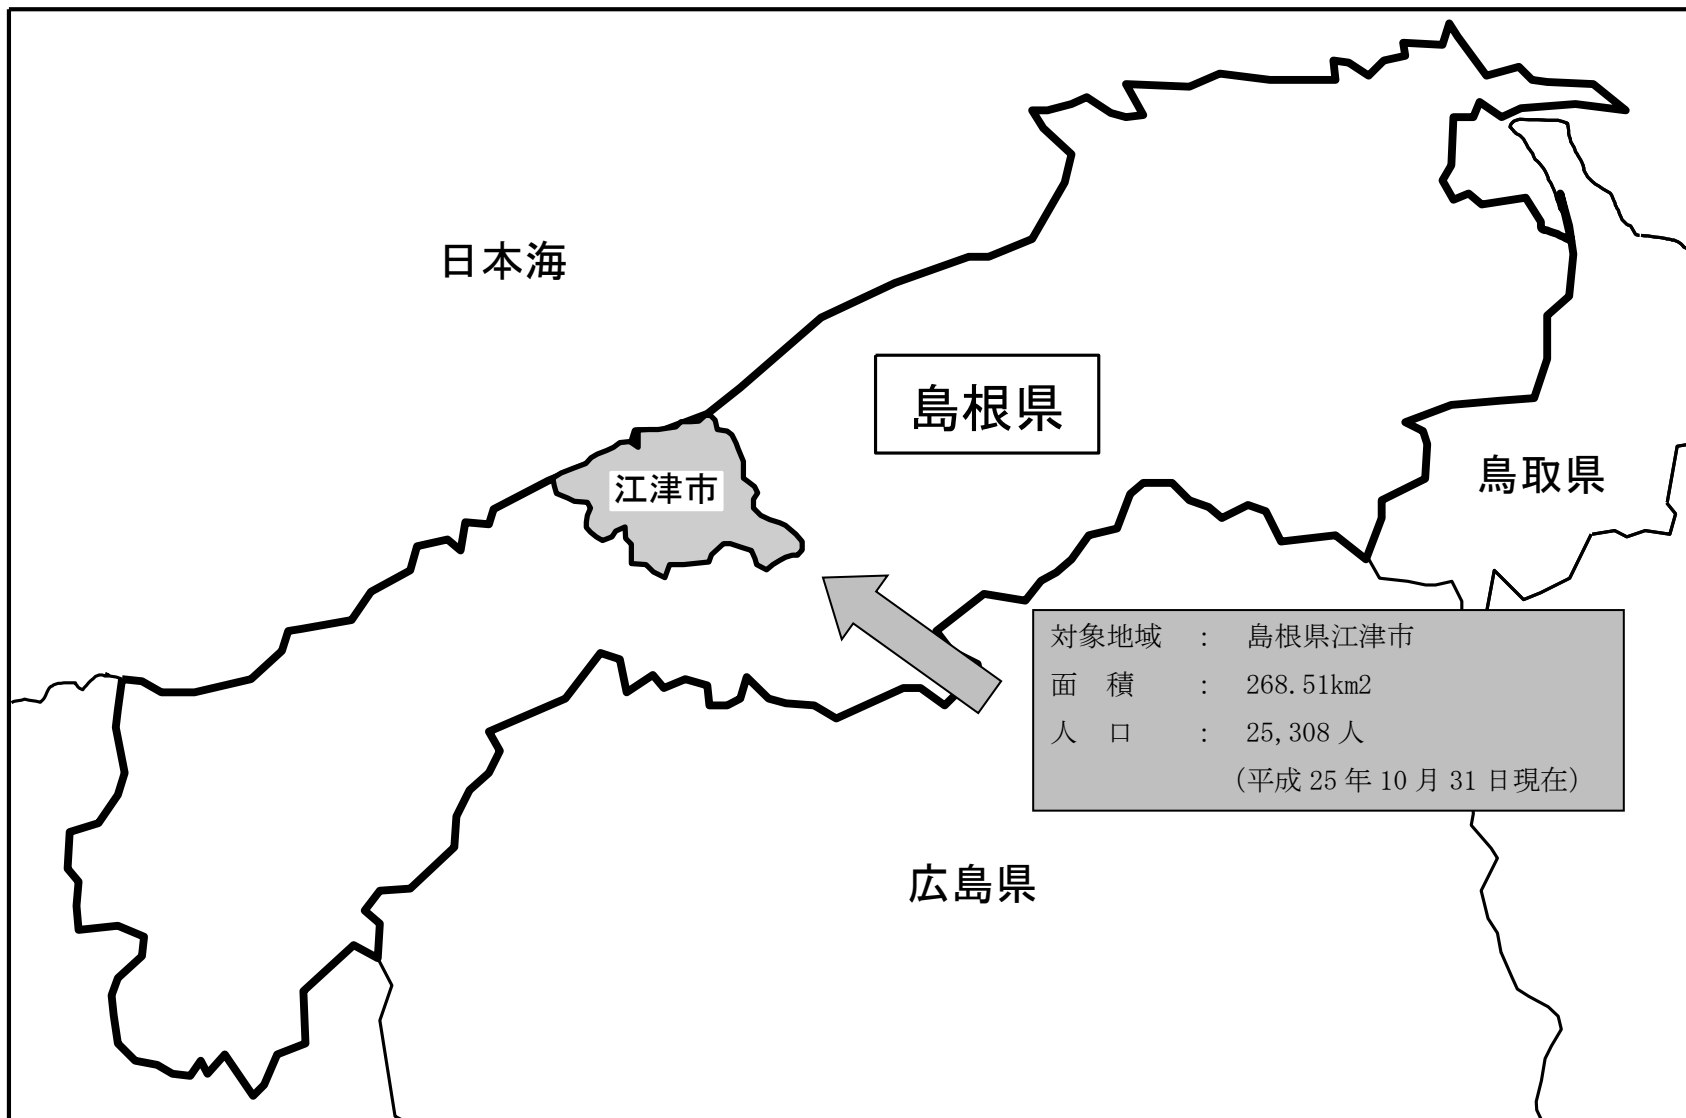 日本海
島根県
鳥取県
江津市
対象地域 : 島根県江津市
面 積 : 268.51km2
人 口 : 25,308 人
(平成 25 年 10 月 31 日現在)
広島県